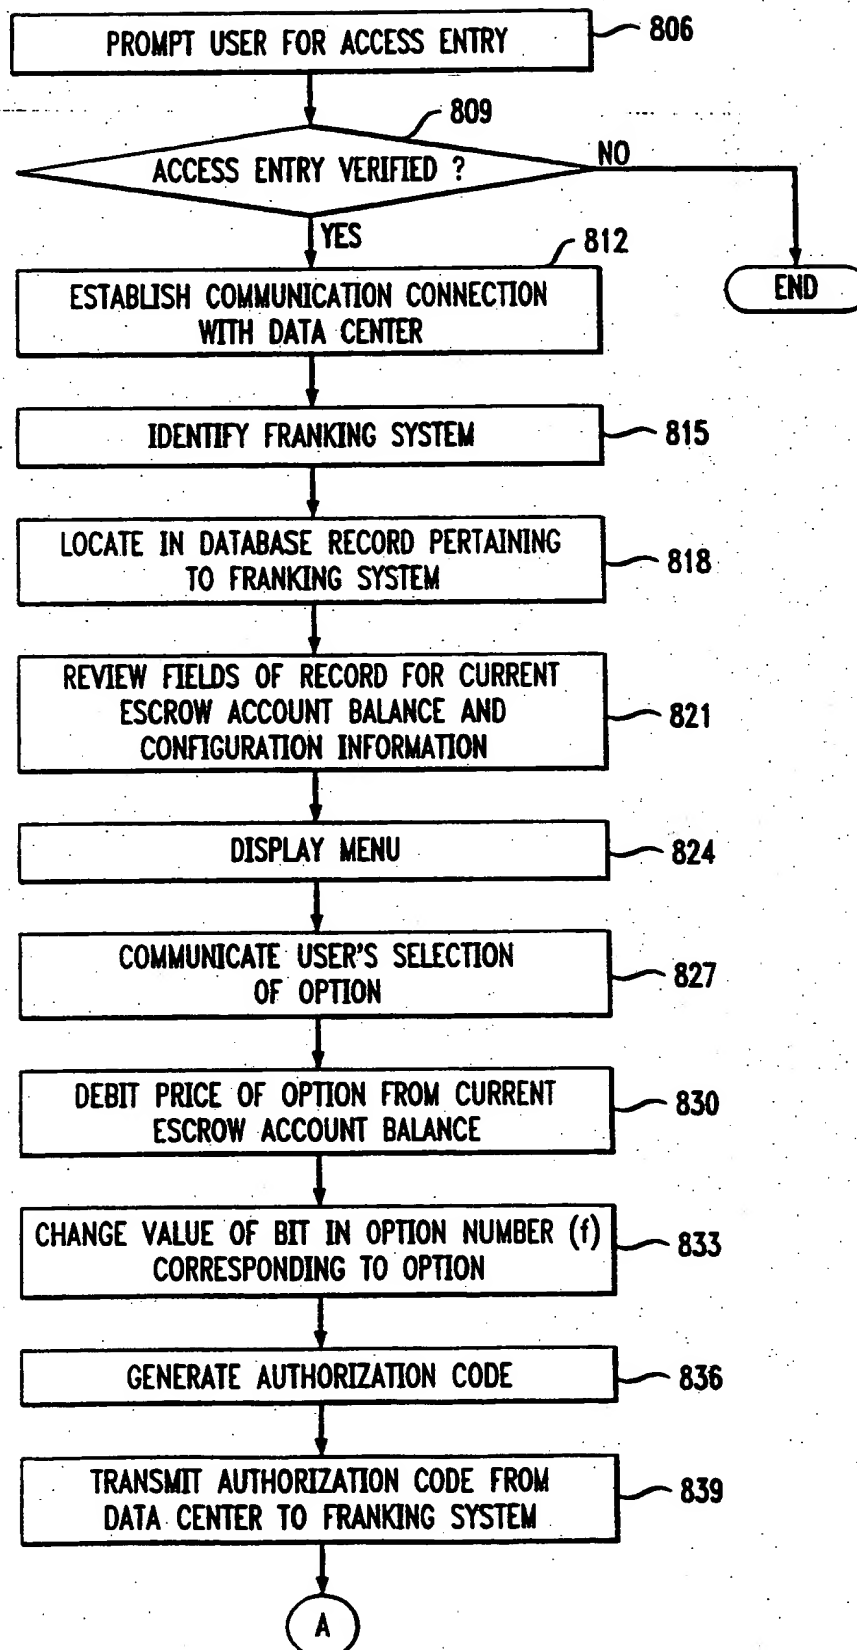 PROMPT USER FOR ACCESS ENTRY
806
809
ACCESS ENTRY VERIFIED ?
NO
YES
812
END
ESTABLISH COMMUNICATION CONNECTION
WITH DATA CENTER
IDENTIFY FRANKING SYSTEM
815
LOCATE IN DATABASE RECORD PERTAINING
TO FRANKING SYSTEM
818
REVIEW FIELDS OF RECORD FOR CURRENT
ESCROW ACCOUNT BALANCE AND
CONFIGURATION INFORMATION
821
DISPLAY MENU
824
COMMUNICATE USER'S SELECTION
OF OPTION
827
DEBIT PRICE OF OPTION FROM CURRENT
ESCROW ACCOUNT BALANCE
830
CHANGE VALUE OF BIT IN OPTION NUMBER (f)
CORRESPONDING TO OPTION
833
GENERATE AUTHORIZATION CODE
836
TRANSMIT AUTHORIZATION CODE FROM
DATA CENTER TO FRANKING SYSTEM
839
A